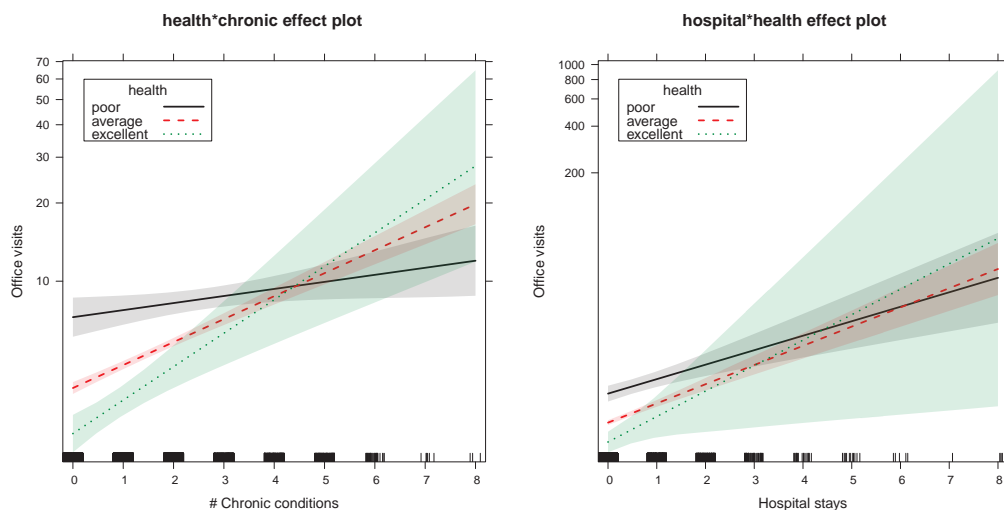 health*chronic effect plot
70
60
50
40
30
20
10
health
poor
average
excellent
Office visits
0 1 2 3 4 5 6 7 8
# Chronic conditions
hospital*health effect plot
1000
800
600
400
200
health
poor
average
excellent
Office visits
0 1 2 3 4 5 6 7 8
Hospital stays